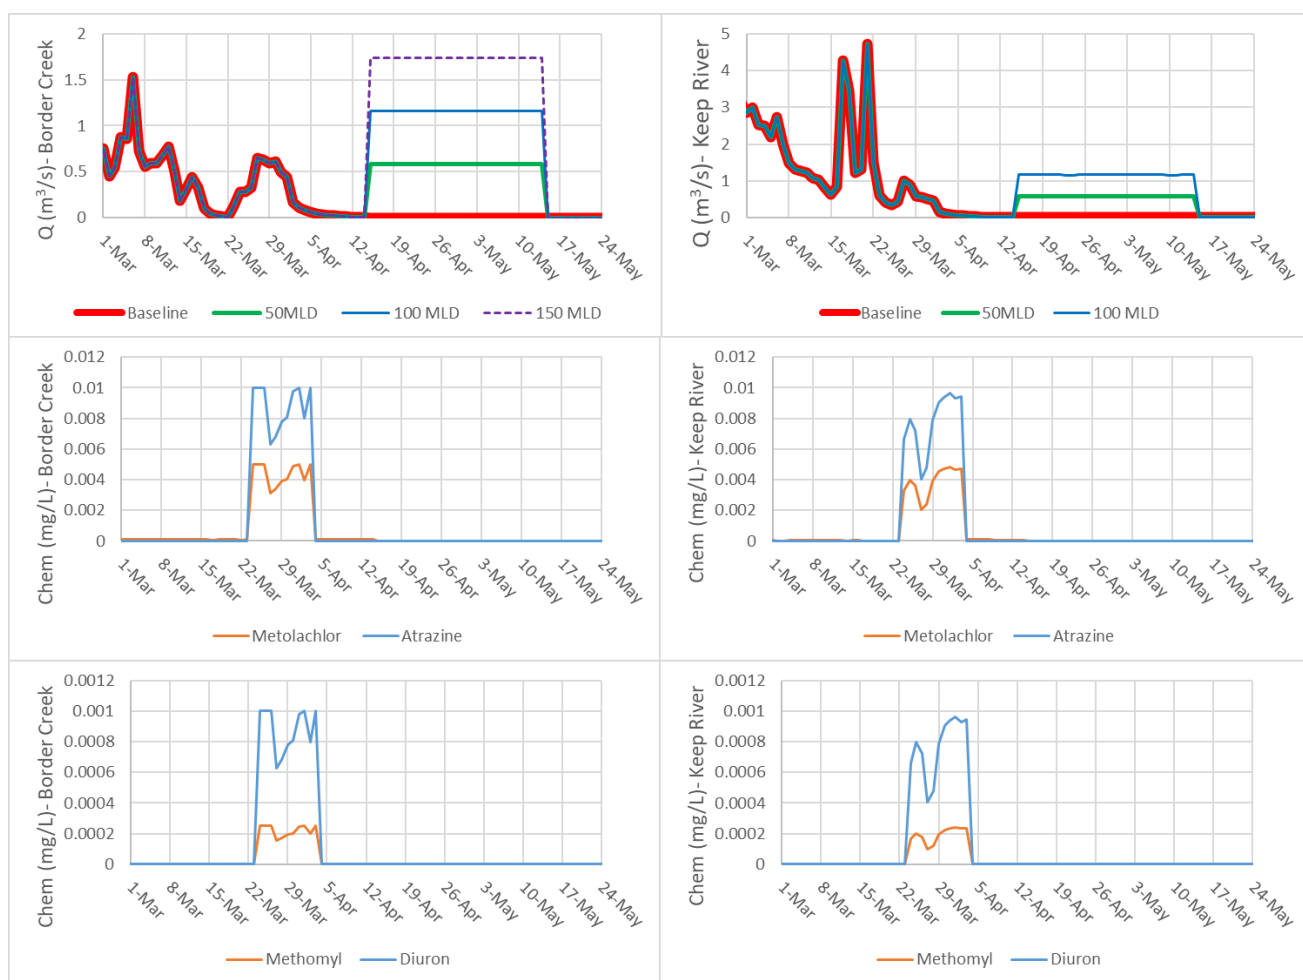 Q (m³/s)- Border Creek
2
1.5
1
0.5
0
1-Mar 8-Mar 15-Mar 22-Mar 29-Mar 5-Apr 12-Apr 19-Apr 26-Apr 3-May 10-May 17-May 24-May
Baseline 50MLD 100 MLD 150 MLD
Q (m³/s)- Keep River
5
4
3
2
1
0
1-Mar 8-Mar 15-Mar 22-Mar 29-Mar 5-Apr 12-Apr 19-Apr 26-Apr 3-May 10-May 17-May 24-May
Baseline 50MLD 100 MLD
Chem (mg/L)- Border Creek
0.012
0.01
0.008
0.006
0.004
0.002
0
1-Mar 8-Mar 15-Mar 22-Mar 29-Mar 5-Apr 12-Apr 19-Apr 26-Apr 3-May 10-May 17-May 24-May
Metolachlor Atrazine
Chem (mg/L)- Keep River
0.012
0.01
0.008
0.006
0.004
0.002
0
1-Mar 8-Mar 15-Mar 22-Mar 29-Mar 5-Apr 12-Apr 19-Apr 26-Apr 3-May 10-May 17-May 24-May
Metolachlor Atrazine
Chem (mg/L)- Border Creek
0.0012
0.001
0.0008
0.0006
0.0004
0.0002
0
1-Mar 8-Mar 15-Mar 22-Mar 29-Mar 5-Apr 12-Apr 19-Apr 26-Apr 3-May 10-May 17-May 24-May
Methomyl Diuron
Chem (mg/L)- Keep River
0.0012
0.001
0.0008
0.0006
0.0004
0.0002
0
1-Mar 8-Mar 15-Mar 22-Mar 29-Mar 5-Apr 12-Apr 19-Apr 26-Apr 3-May 10-May 17-May 24-May
Methomyl Diuron